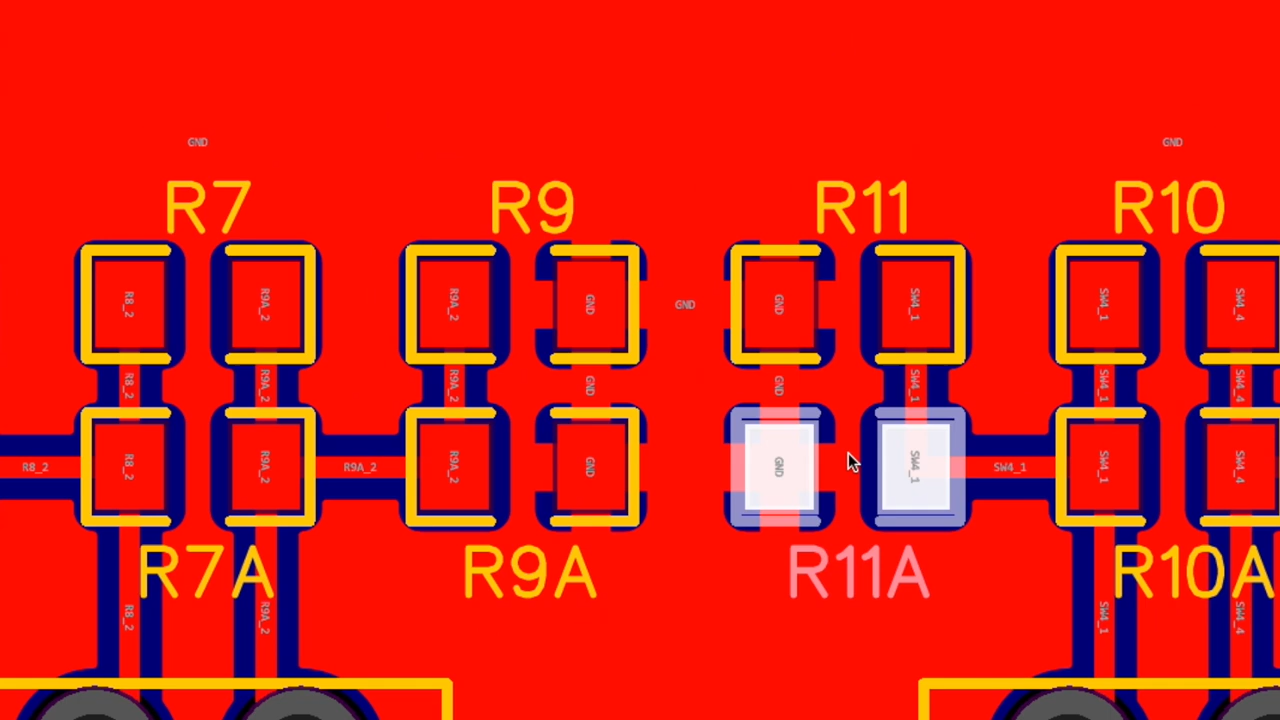 GND GND
R7 R9 R11 R10
R8_2 R9A_2 R9A_2 GND GND GND SW4_1 SW4_1 SW4_4
R8_2 R9A_2 R9A_2 GND GND SW4_1 SW4_1 SW4_4
R8_2 R8_2 R9A_2 R9A_2 R9A_2 GND GND SW4_1 SW4_1 SW4_1 SW4_4
R7A R9A R11A R10A
R8_2 R9A_2 SW4_1 SW4_4